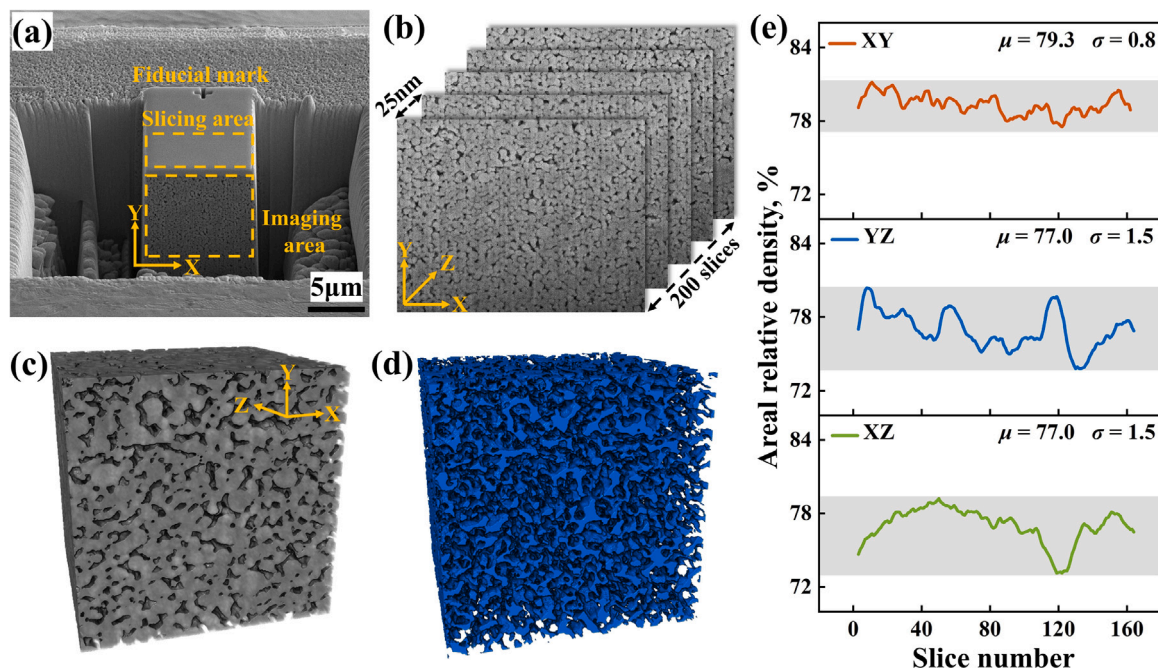 (a)
Fiducial mark
Slicing area
Imaging
area
Y
X
5μm
(b)
25nm
200 slices
Y
Z
X
(c)
Y
Z
X
(d)
(e)
Areal relative density, %
84
78
72
XY
μ = 79.3 σ = 0.8
84
78
72
YZ
μ = 77.0 σ = 1.5
84
78
72
XZ
μ = 77.0 σ = 1.5
0 40 80 120 160
Slice number